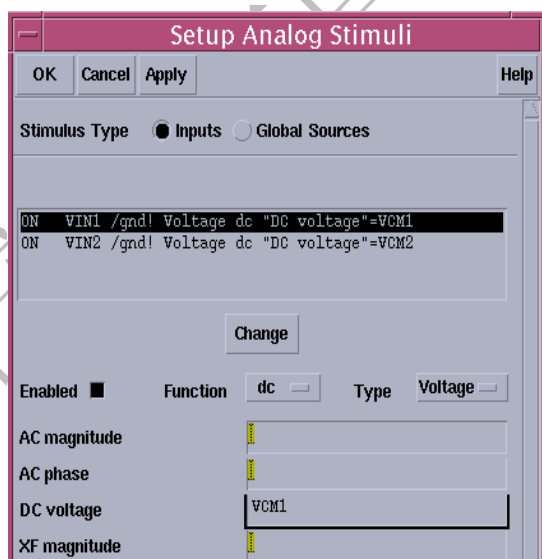 Setup Analog Stimuli
OK Cancel Apply Help
Stimulus Type Inputs Global Sources
ON VIN1 /gnd! Voltage dc "DC voltage"=VCM1
ON VIN2 /gnd! Voltage dc "DC voltage"=VCM2
Change
Enabled Function dc Type Voltage
AC magnitude
AC phase
DC voltage VCM1
XF magnitude